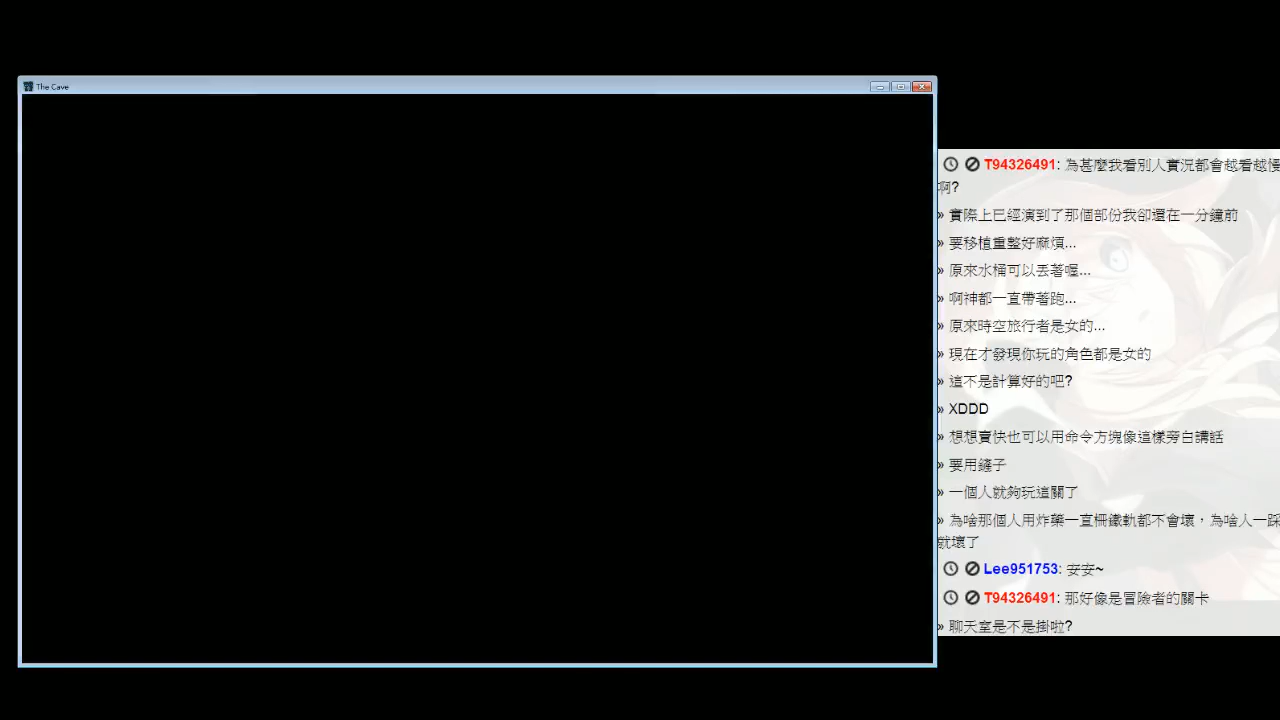 The Cave
T94326491: 為甚麼我看別人實況都會越看越慢
啊?
» 實際上已經演到了那個部份我卻還在一分鐘前
» 要移植重整好麻煩...
» 原來水桶可以丟著喔...
» 啊神都一直帶著跑...
» 原來時空旅行者是女的...
» 現在才發現你玩的角色都是女的
» 這不是計算好的吧?
» XDDD
» 想想賣快也可以用命令方塊像這樣旁白講話
» 要用鏟子
» 一個人就夠玩這關了
» 為啥那個人用炸藥一直柵鐵軌都不會壞，為啥人一踩
就壞了
Lee951753: 安安~
T94326491: 那好像是冒險者的關卡
» 聊天室是不是掛啦?